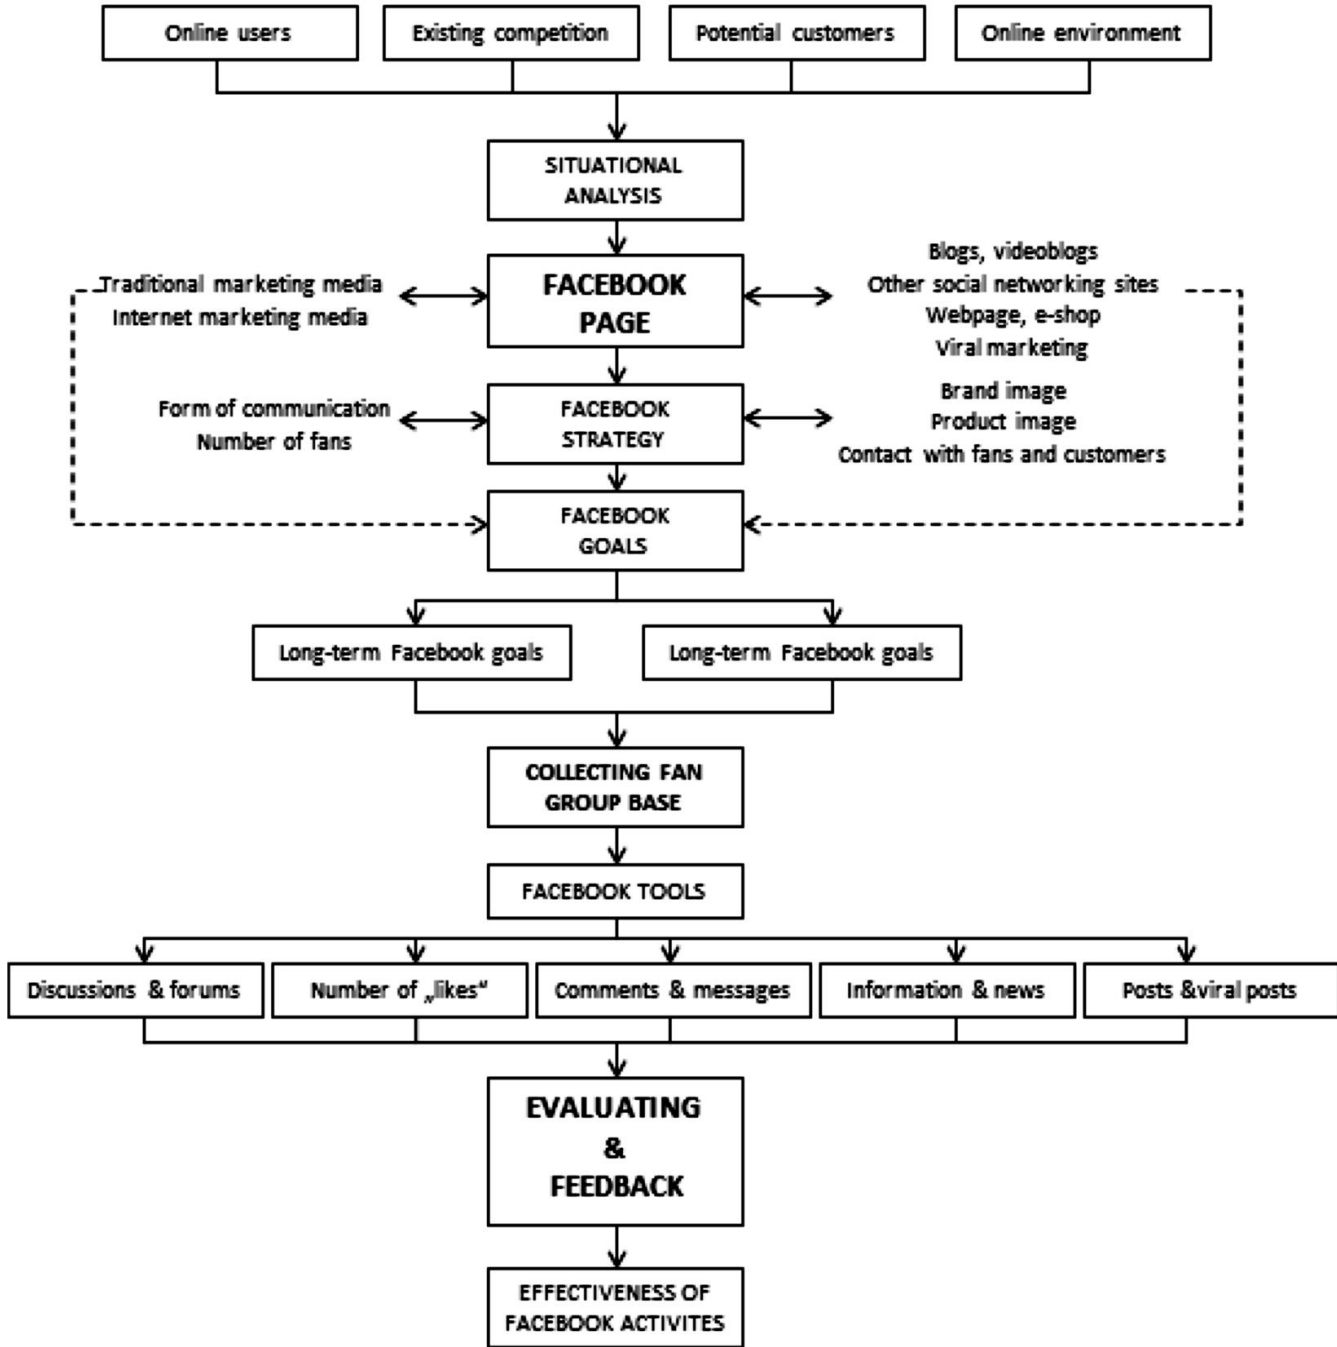 Online users
Existing competition
Potential customers
Online environment
SITUATIONAL
ANALYSIS
Traditional marketing media
Internet marketing media
FACEBOOK
PAGE
Blogs, videoblogs
Other social networking sites
Webpage, e-shop
Viral marketing
Form of communication
Number of fans
FACEBOOK
STRATEGY
Brand image
Product image
Contact with fans and customers
FACEBOOK
GOALS
Long-term Facebook goals
Long-term Facebook goals
COLLECTING FAN
GROUP BASE
FACEBOOK TOOLS
Discussions & forums
Number of „likes“
Comments & messages
Information & news
Posts &viral posts
EVALUATING
&
FEEDBACK
EFFECTIVENESS OF
FACEBOOK ACTIVITES